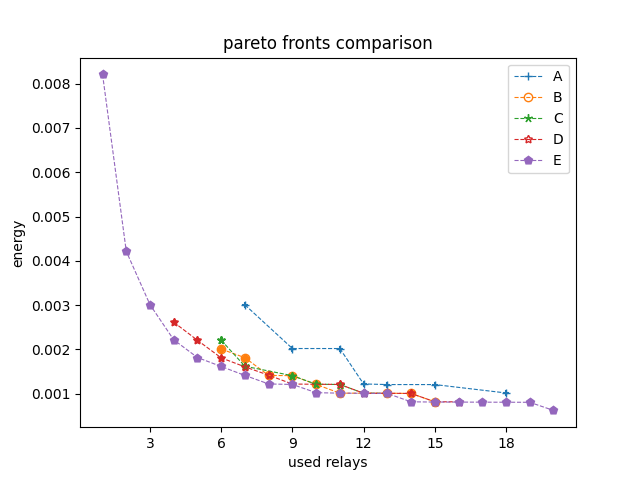 pareto fronts comparison
A
B
C
D
E
0.008
0.007
0.006
0.005
0.004
0.003
0.002
0.001
energy
3 6 9 12 15 18
used relays